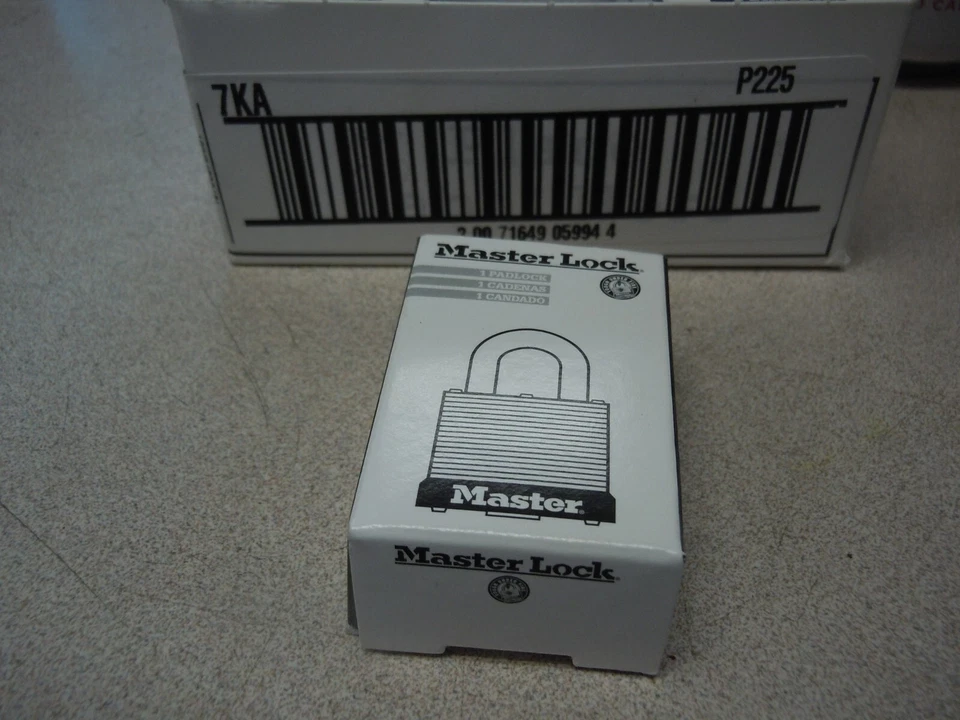 7KA
P225
2 00 71649 05994 4
Master Lock
1 PADLOCK
1 CADENAS
1 CANDADO
Master
Master Lock